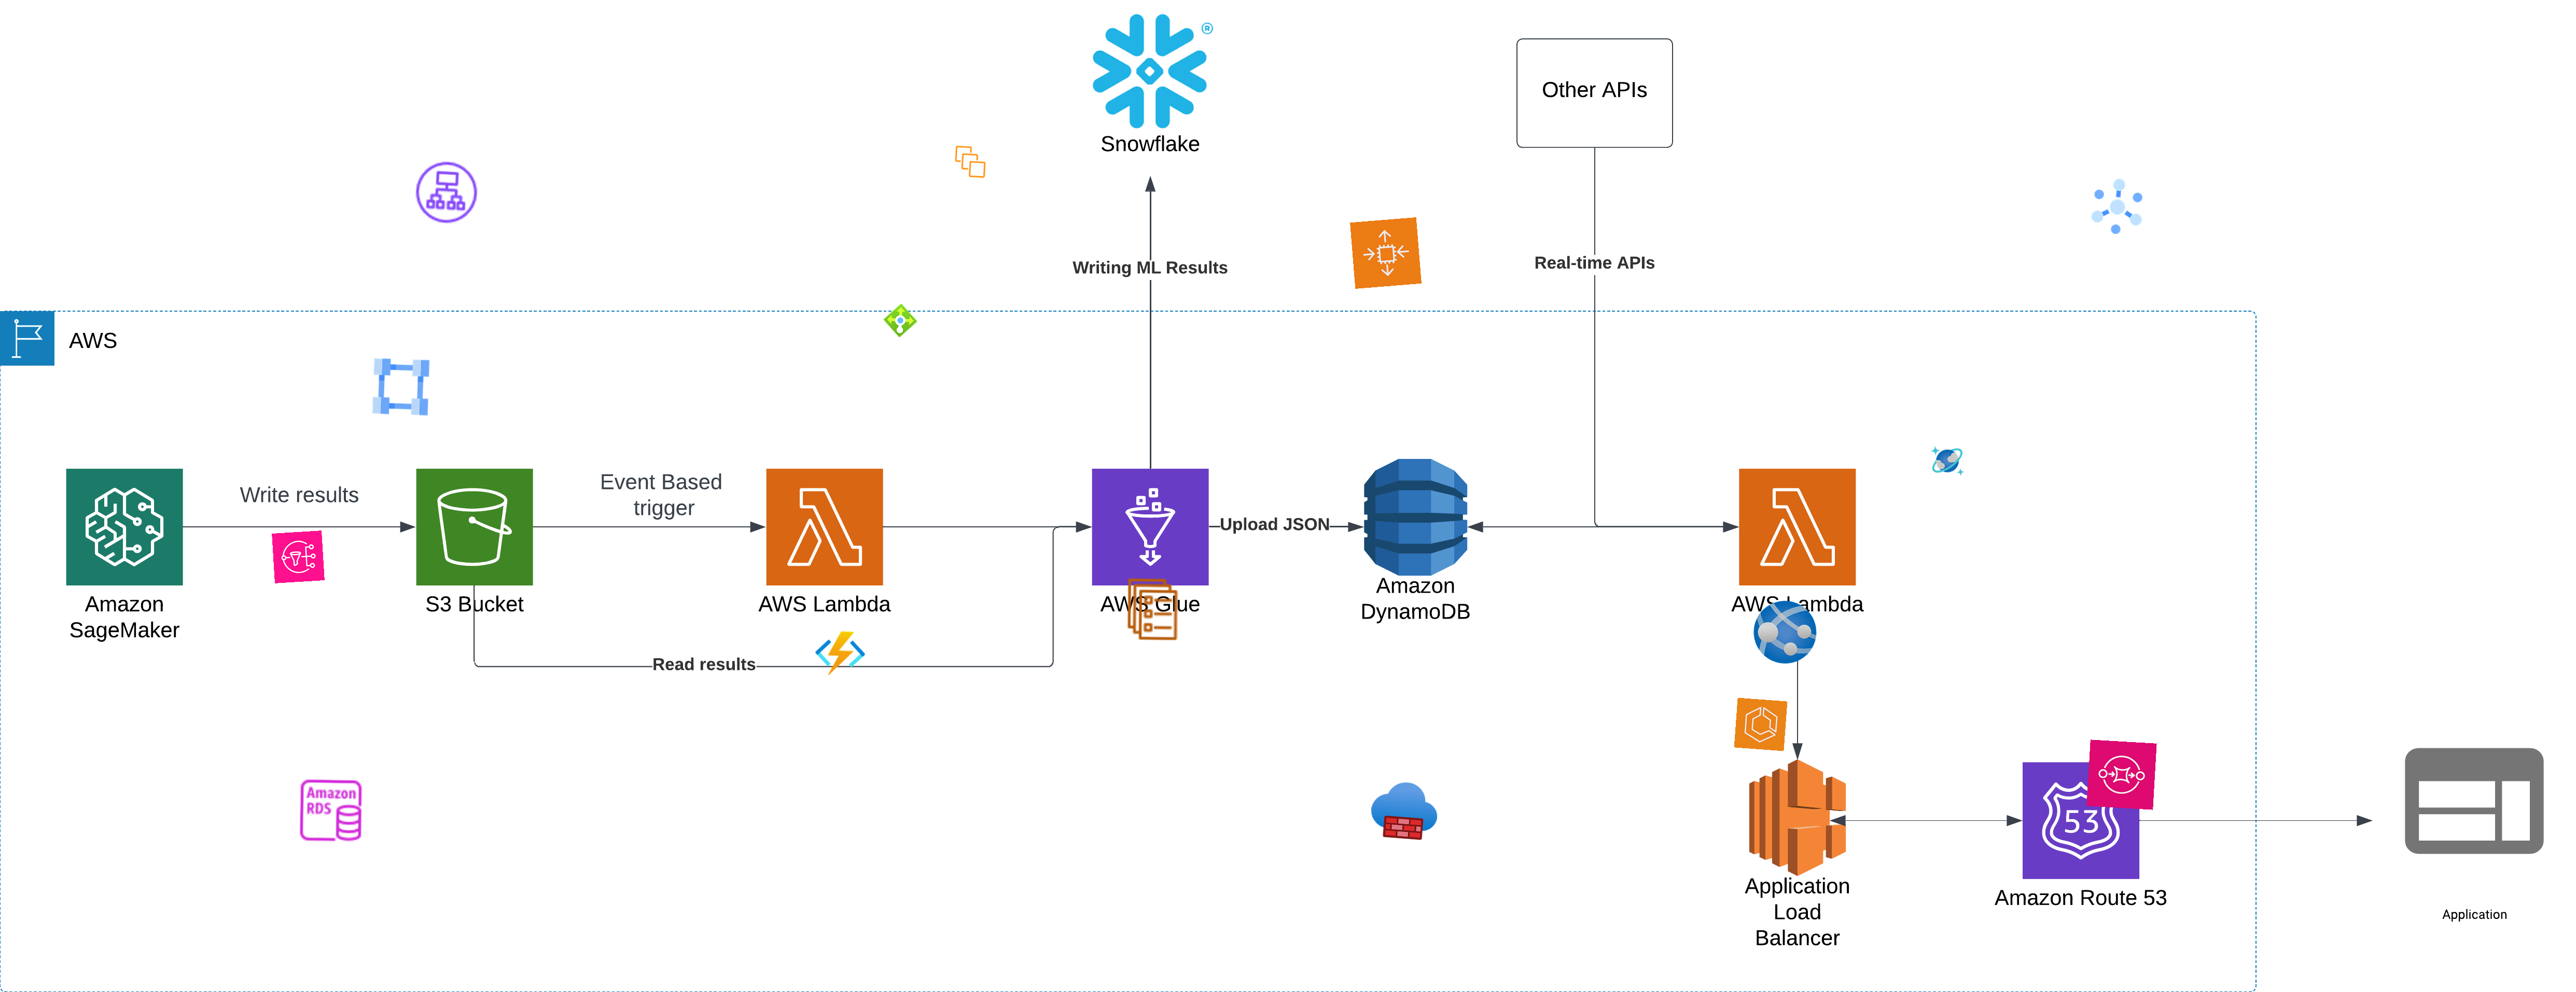 ®
Snowflake
Other APIs
Writing ML Results
Real-time APIs
AWS
Write results
Event Based
trigger
Upload JSON
Amazon
SageMaker
S3 Bucket
AWS Lambda
AWS Glue
Amazon
DynamoDB
AWS Lambda
Read results
Amazon
RDS
53
Application
Load
Balancer
Amazon Route 53
Application